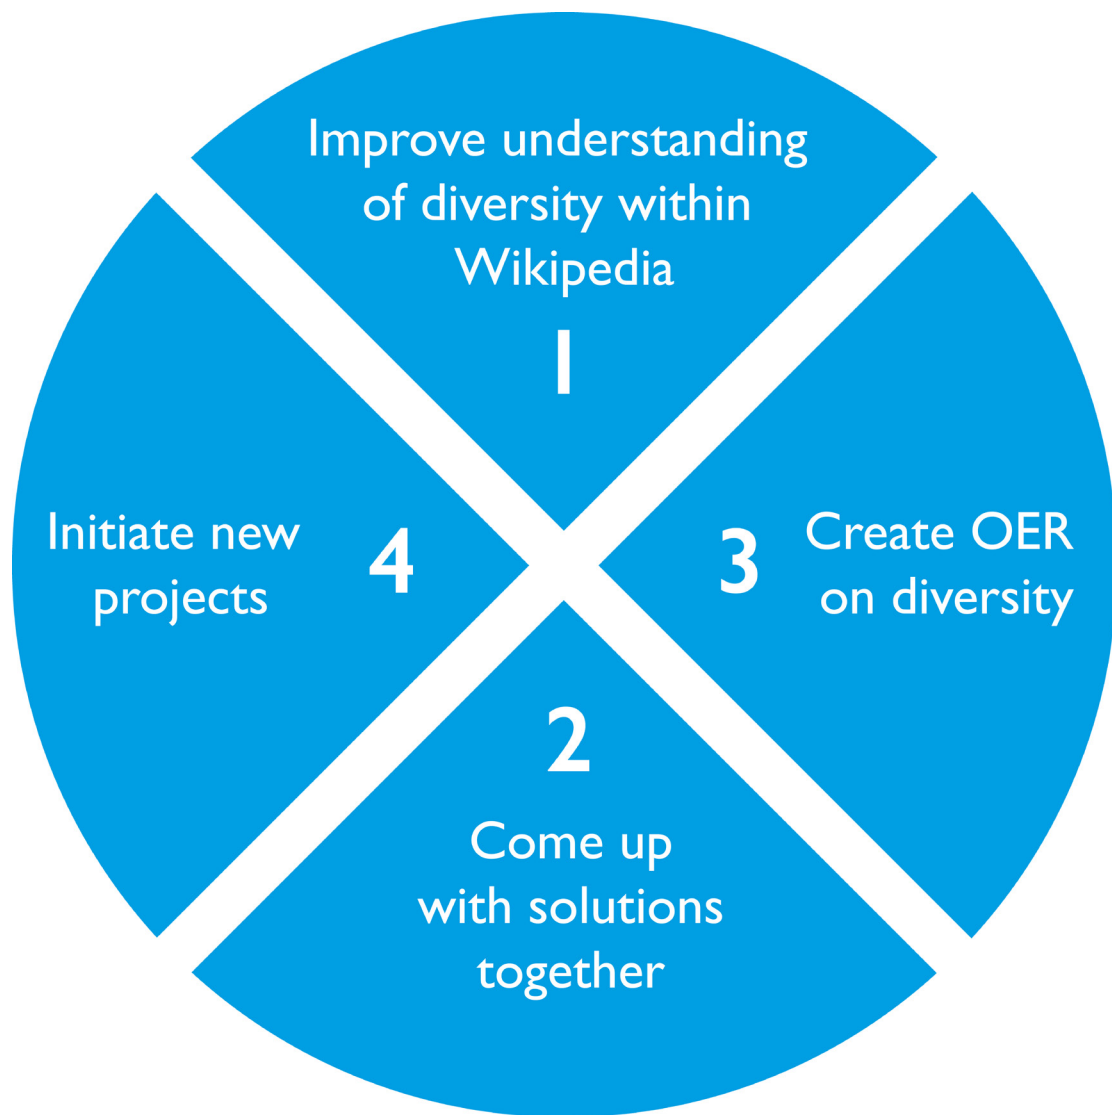 Improve understanding
of diversity within
Wikipedia
1
Initiate new
projects
4
3
Create OER
on diversity
2
Come up
with solutions
together